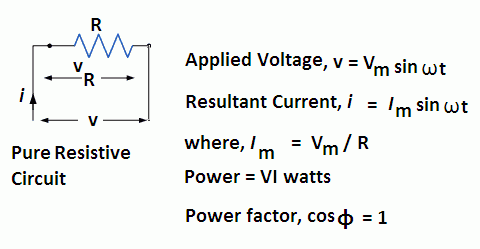 R
V
R
i
v
Pure Resistive
Circuit
Applied Voltage, v = Vm sin ωt
Resultant Current, i = Im sin ωt
where, Im = Vm / R
Power = VI watts
Power factor, cosϕ = 1